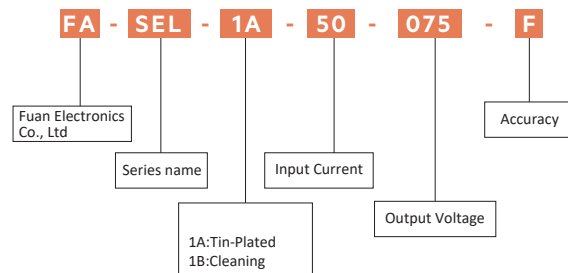 FA - SEL - 1A - 50 - 075 - F
Fuan Electronics
Co., Ltd
Accuracy
Series name
Input Current
Output Voltage
1A:Tin-Plated
1B:Cleaning